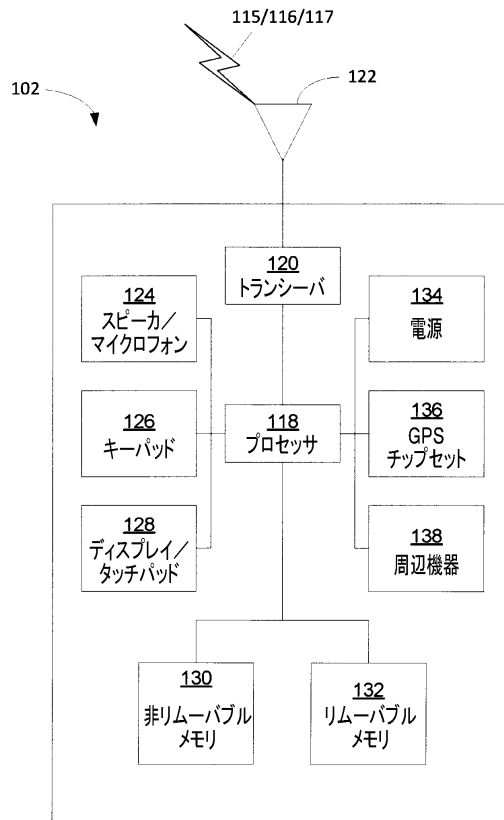 115/116/117
122
102
120
トランシーバ
124
スピーカ／
マイクロフォン
134
電源
126
キーパッド
118
プロセッサ
136
GPS
チップセット
128
ディスプレイ／
タッチパッド
138
周辺機器
130
非リムーバブル
メモリ
132
リムーバブル
メモリ